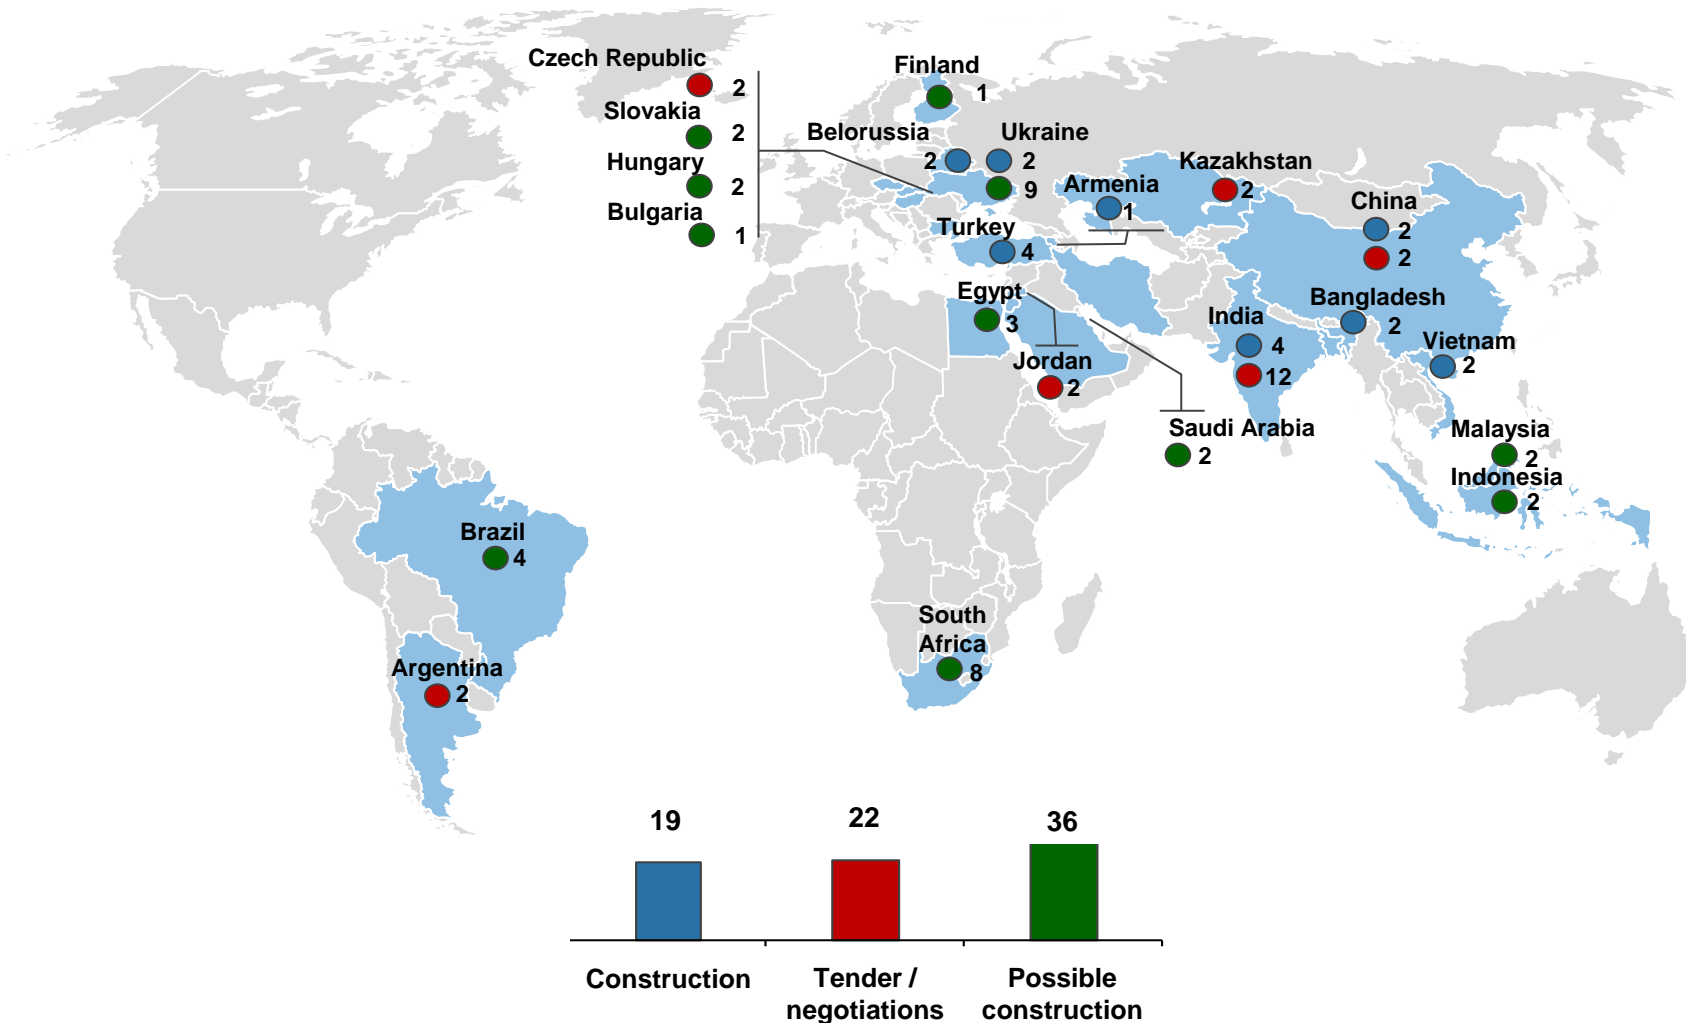 Czech Republic
2
Slovakia
2
Hungary
2
Bulgaria
1
Finland
1
Belorussia
2
Ukraine
2
9
Armenia
1
Kazakhstan
2
China
2
2
Turkey
4
Egypt
3
Jordan
2
India
4
12
Bangladesh
2
Vietnam
2
Saudi Arabia
2
Malaysia
2
Indonesia
2
Brazil
4
Argentina
2
South
Africa
8
19
22
36
Construction
Tender /
negotiations
Possible
construction